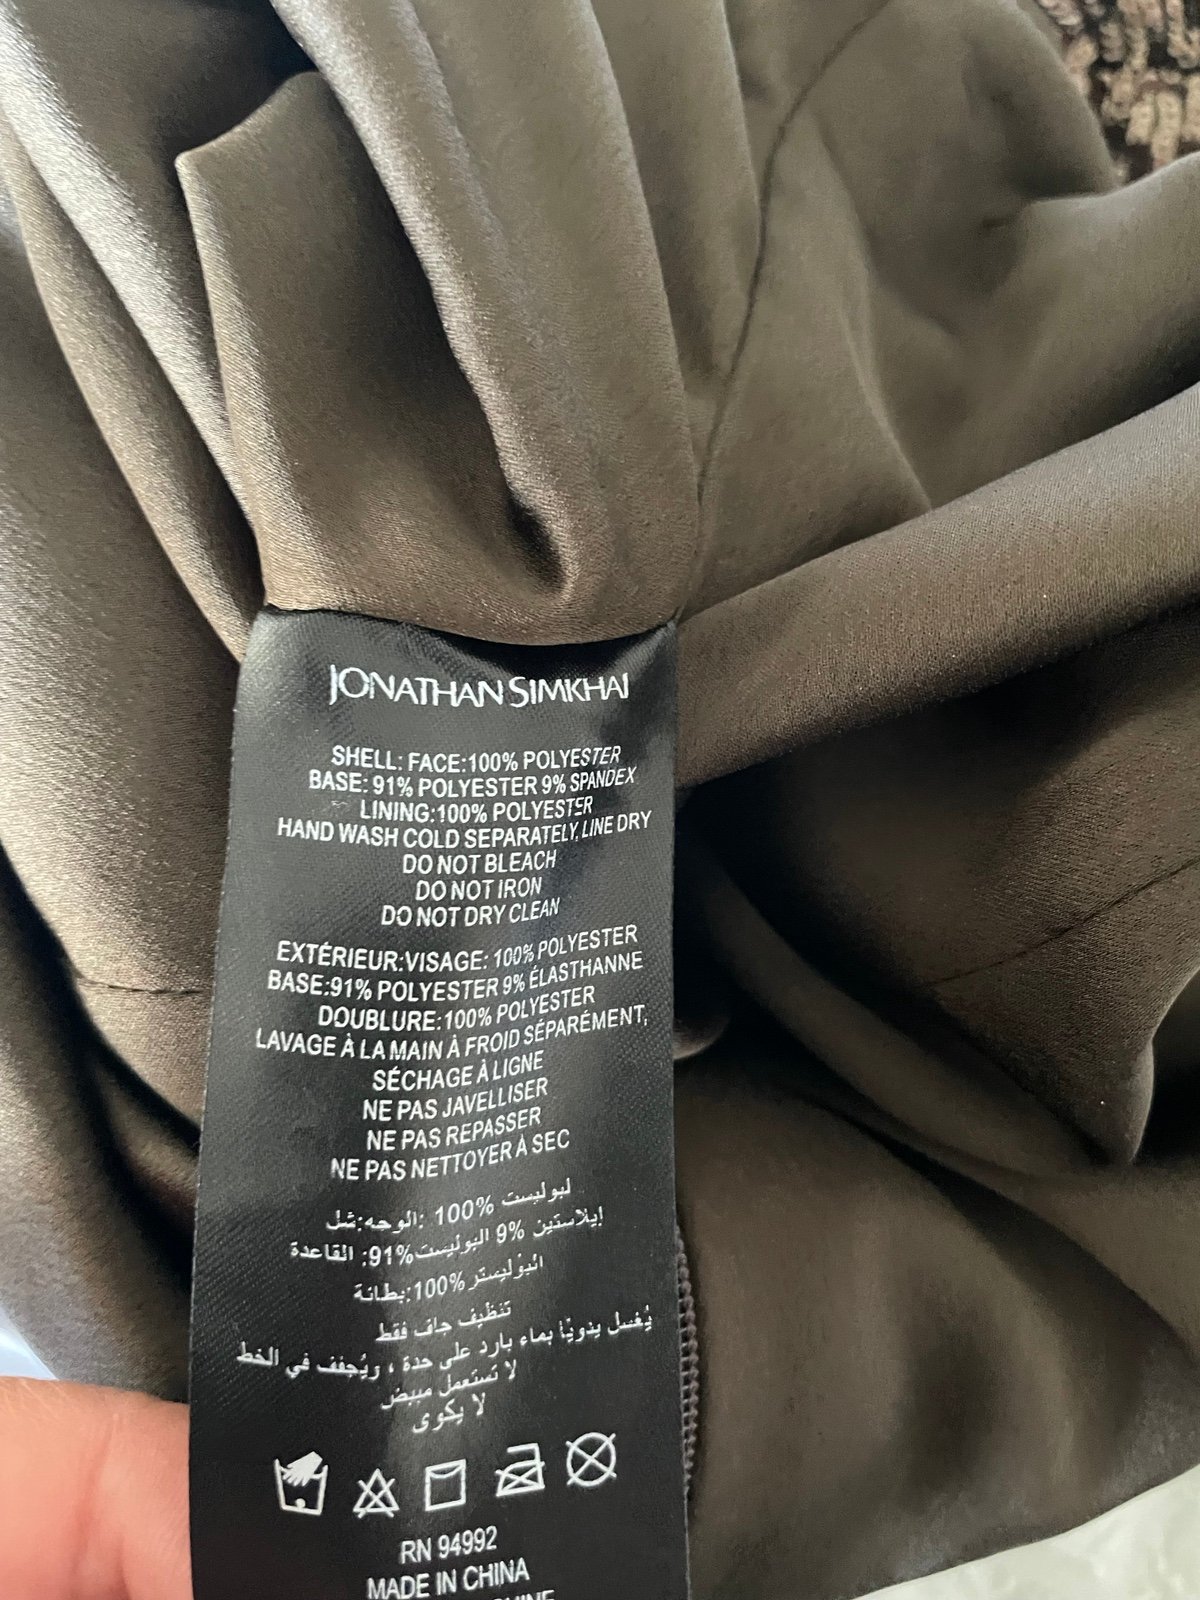 JONATHAN SIMKHAI
SHELL: FACE:100% POLYESTER
BASE: 91% POLYESTER 9% SPANDEX
LINING:100% POLYESTER
HAND WASH COLD SEPARATELY, LINE DRY
DO NOT BLEACH
DO NOT IRON
DO NOT DRY CLEAN
EXTÉRIEUR:VISAGE: 100% POLYESTER
BASE:91% POLYESTER 9% ÉLASTHANNE
DOUBLURE:100% POLYESTER
LAVAGE À LA MAIN À FROID SÉPARÉMENT,
SÉCHAGE À LIGNE
NE PAS JAVELLISER
NE PAS REPASSER
NE PAS NETTOYER À SEC
لبوليست %100 :الوجه:شل
إيلاستين %9 البوليست%91: القاعدة
البوليستر %100:بطانة
تنظيف جاف فقط
يُغسل يدويًا بماء بارد على حدة ، ويُجفف في الخط
لا تستعمل مبيض
لا يكوى
RN 94992
MADE IN CHINA